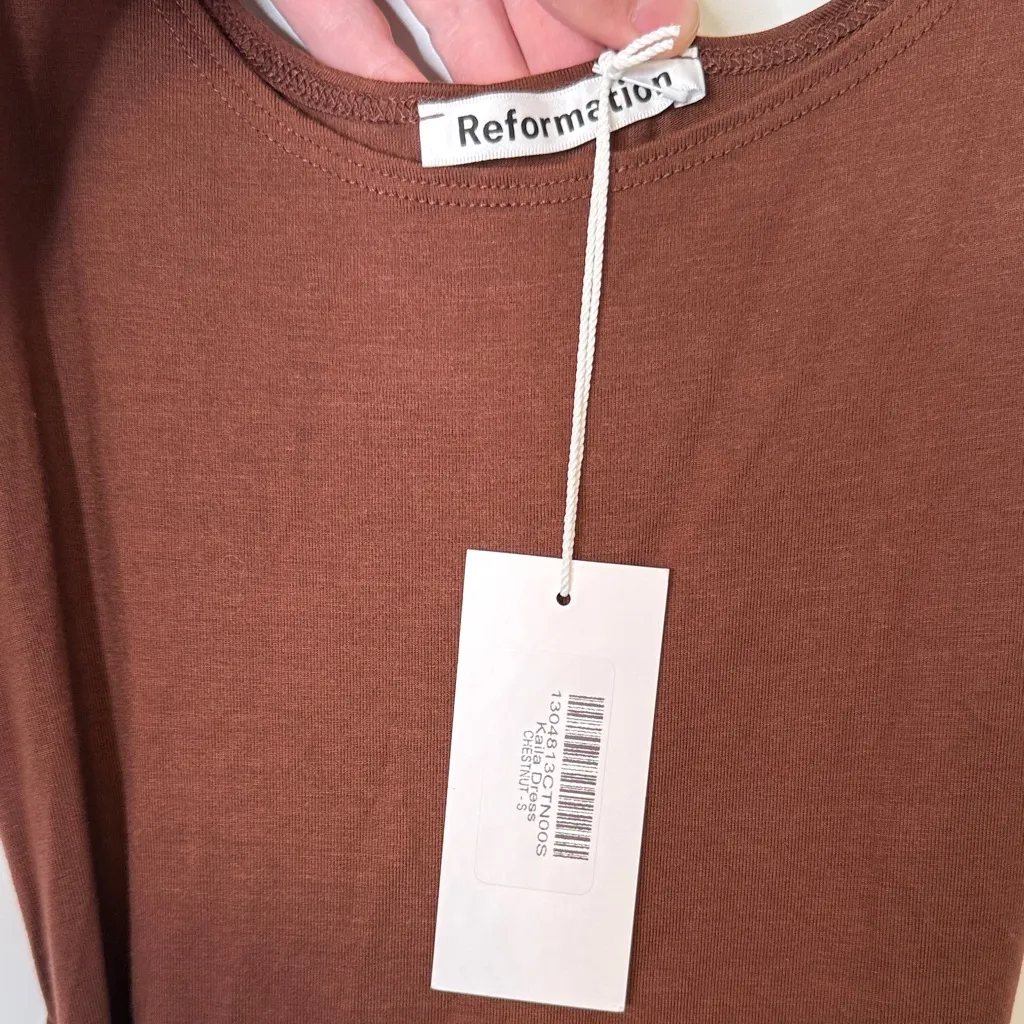 Reformation
1304813CTN00S
Kaila Dress
CHESTNUT - S